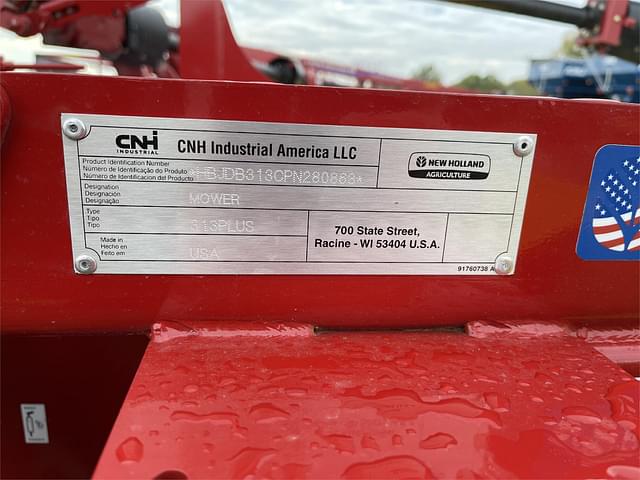 CNH
INDUSTRIAL
CNH Industrial America LLC
Product Identification Number
Número de Identificação do Produto
Número de Identificacion del Producto
NEW HOLLAND
AGRICULTURE
Designation
Designación
Designação
MOWER
Type
Tipo
Tipo
313PLUS
700 State Street,
Racine - WI 53404 U.S.A.
Made in
Hecho en
Feito em
USA
91760738